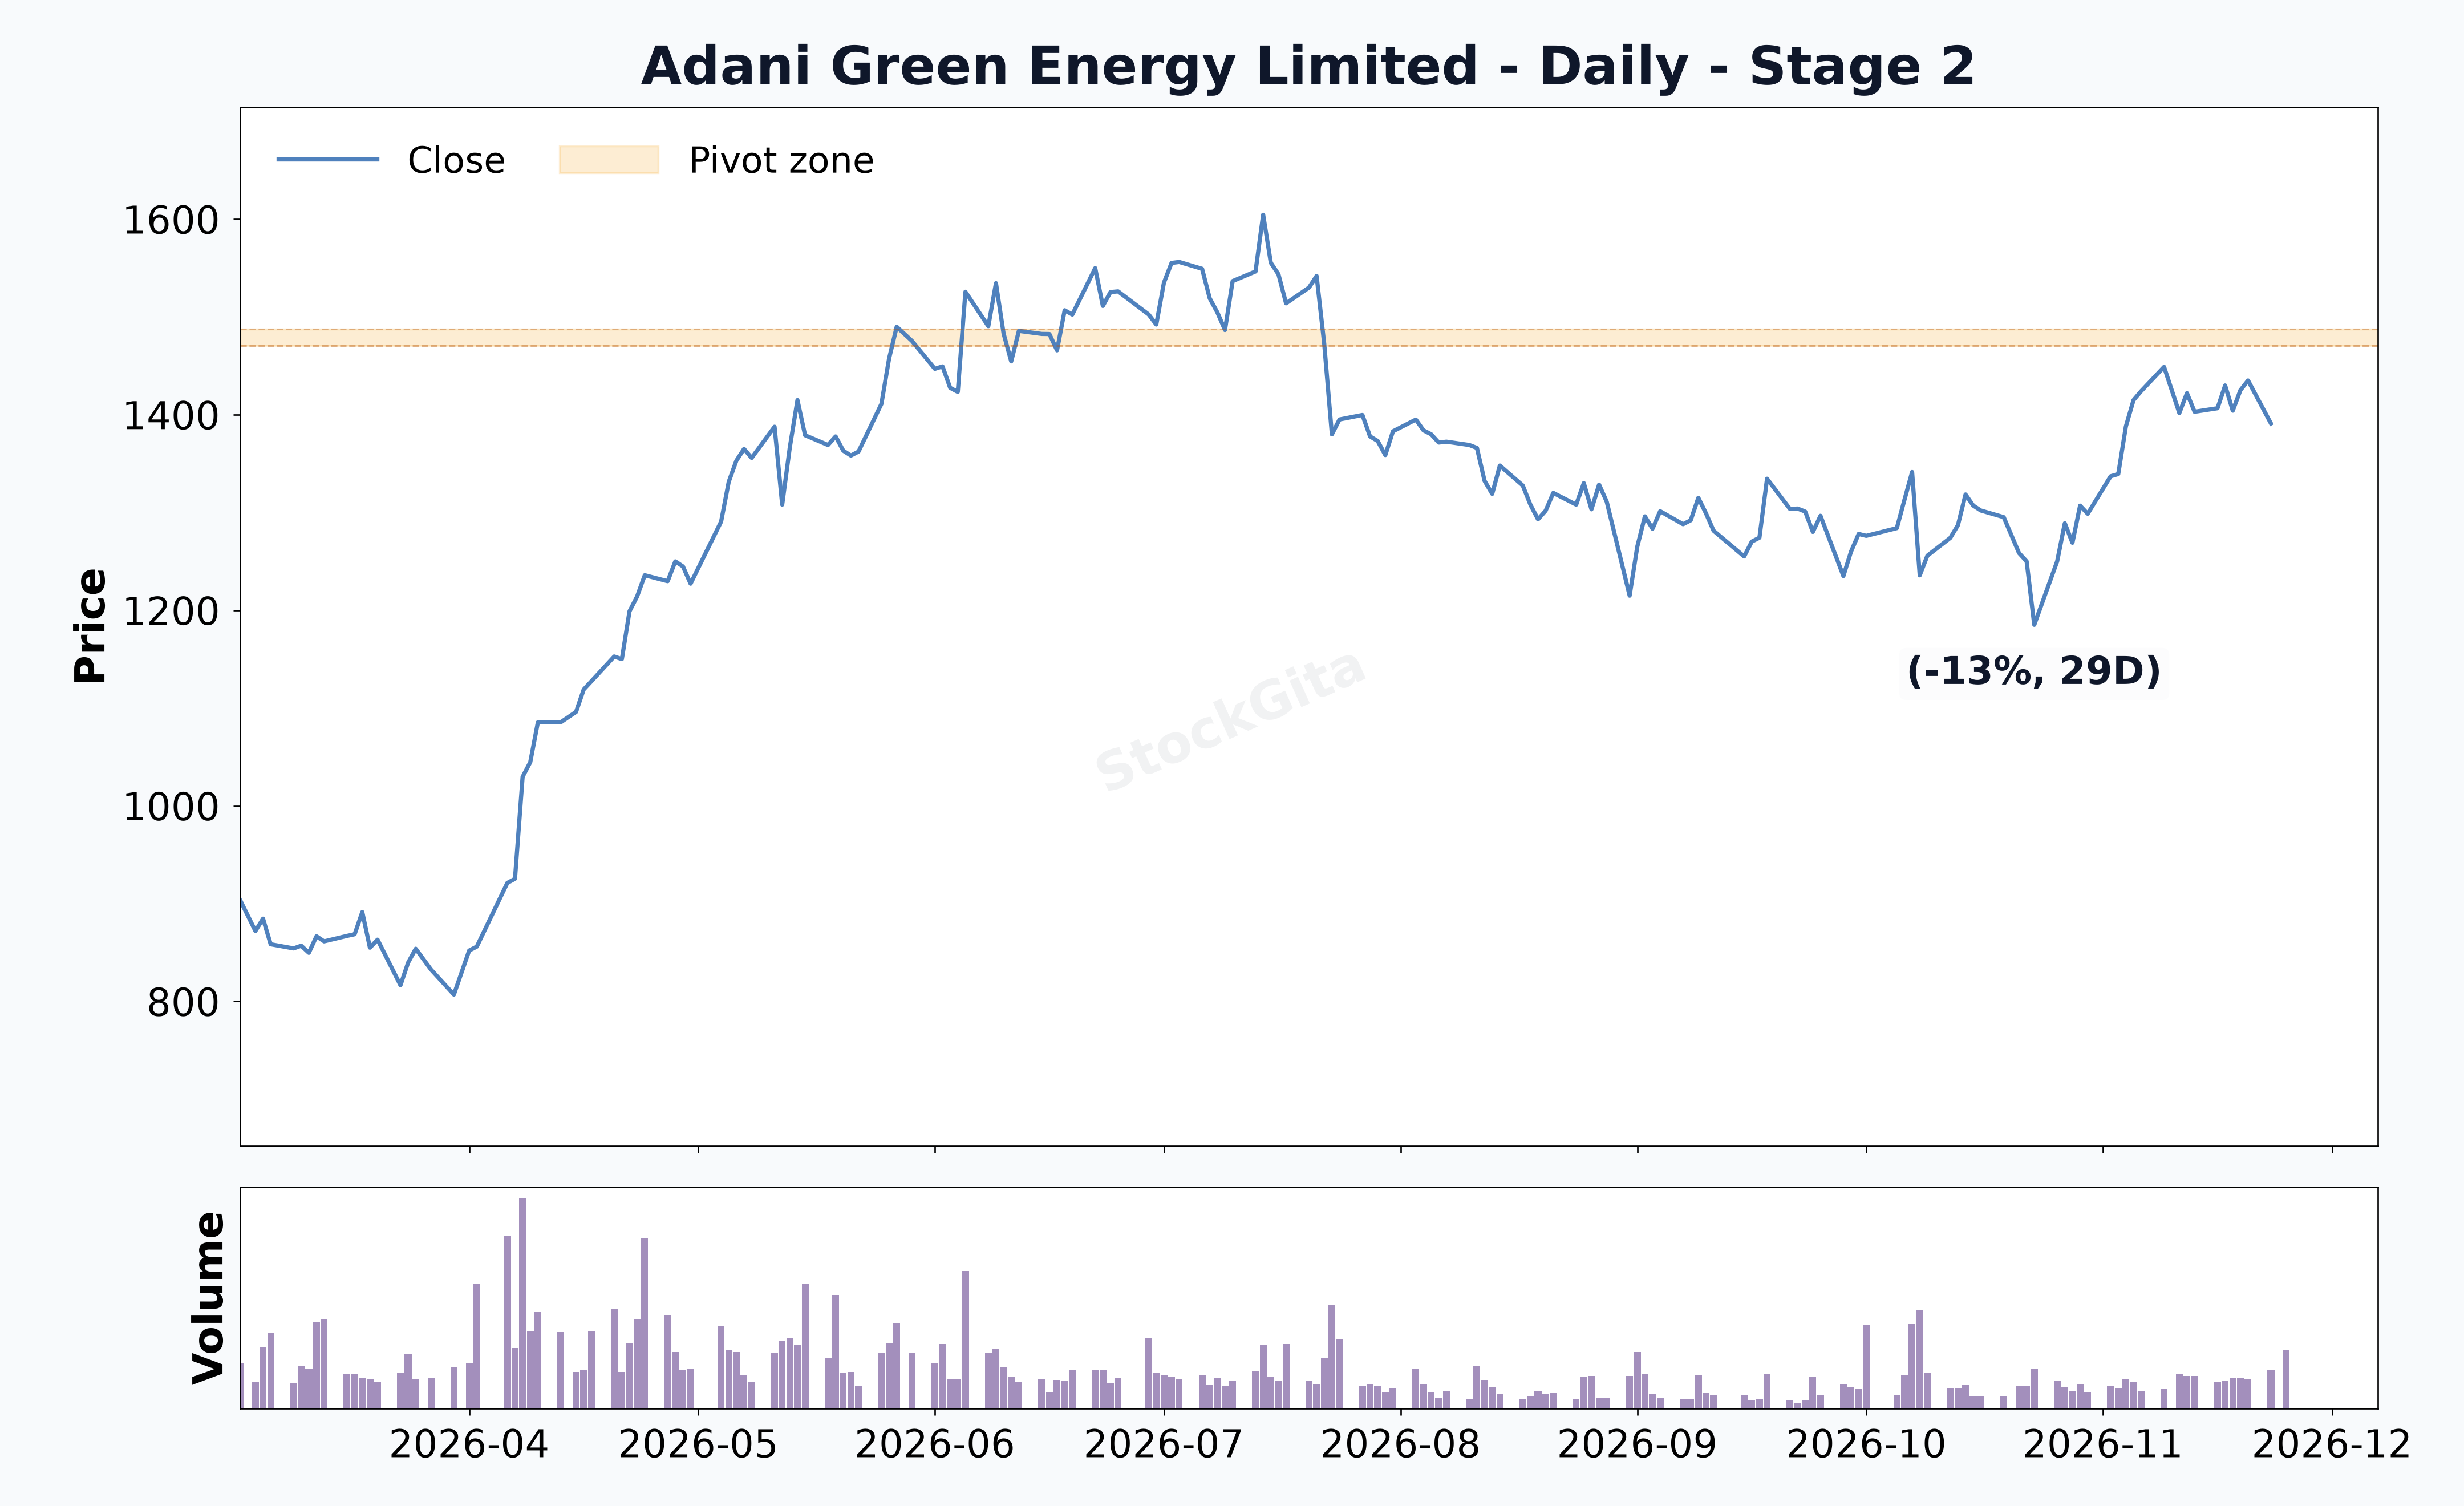 Adani Green Energy Limited - Daily - Stage 2
Close
Pivot zone
1600
1400
1200
1000
800
Price
(-13%, 29D)
StockGita
Volume
2026-04
2026-05
2026-06
2026-07
2026-08
2026-09
2026-10
2026-11
2026-12